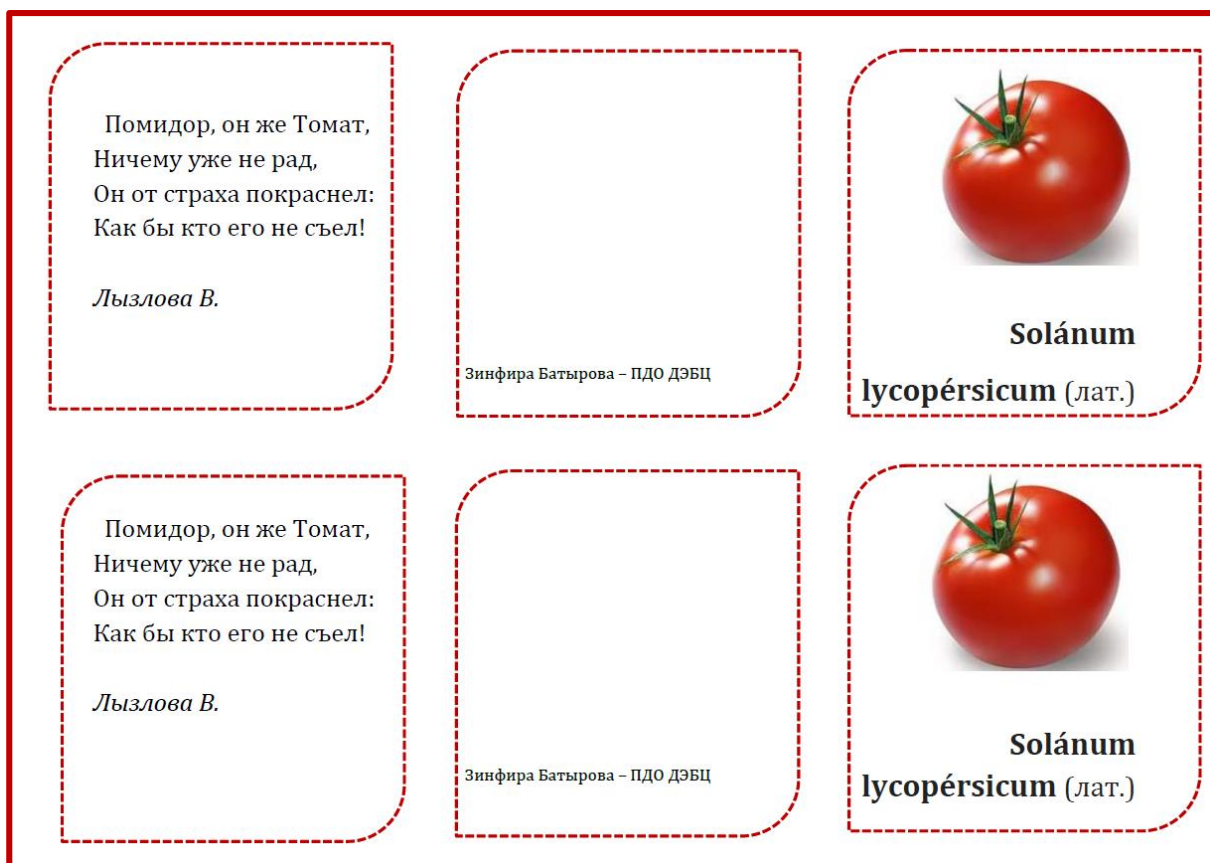 Помидор, он же Томат,
Ничему уже не рад,
Он от страха покраснел:
Как бы кто его не съел!
Лызлова В.
Зинфира Батырова – ПДО ДЭБЦ
Solánum
lycopérsicum (лат.)
Помидор, он же Томат,
Ничему уже не рад,
Он от страха покраснел:
Как бы кто его не съел!
Лызлова В.
Зинфира Батырова – ПДО ДЭБЦ
Solánum
lycopérsicum (лат.)